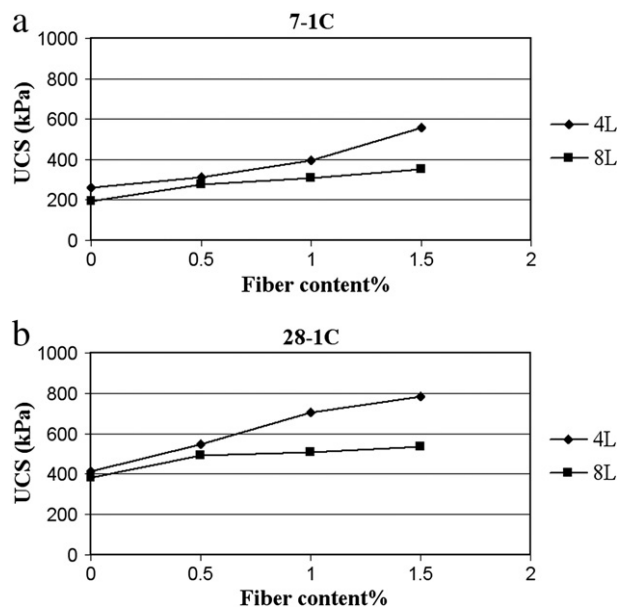 a
7-1C
1000
800
600
400
200
0
UCS (kPa)
0 0.5 1 1.5 2
Fiber content%
4L
8L
b
28-1C
1000
800
600
400
200
0
UCS (kPa)
0 0.5 1 1.5 2
Fiber content%
4L
8L